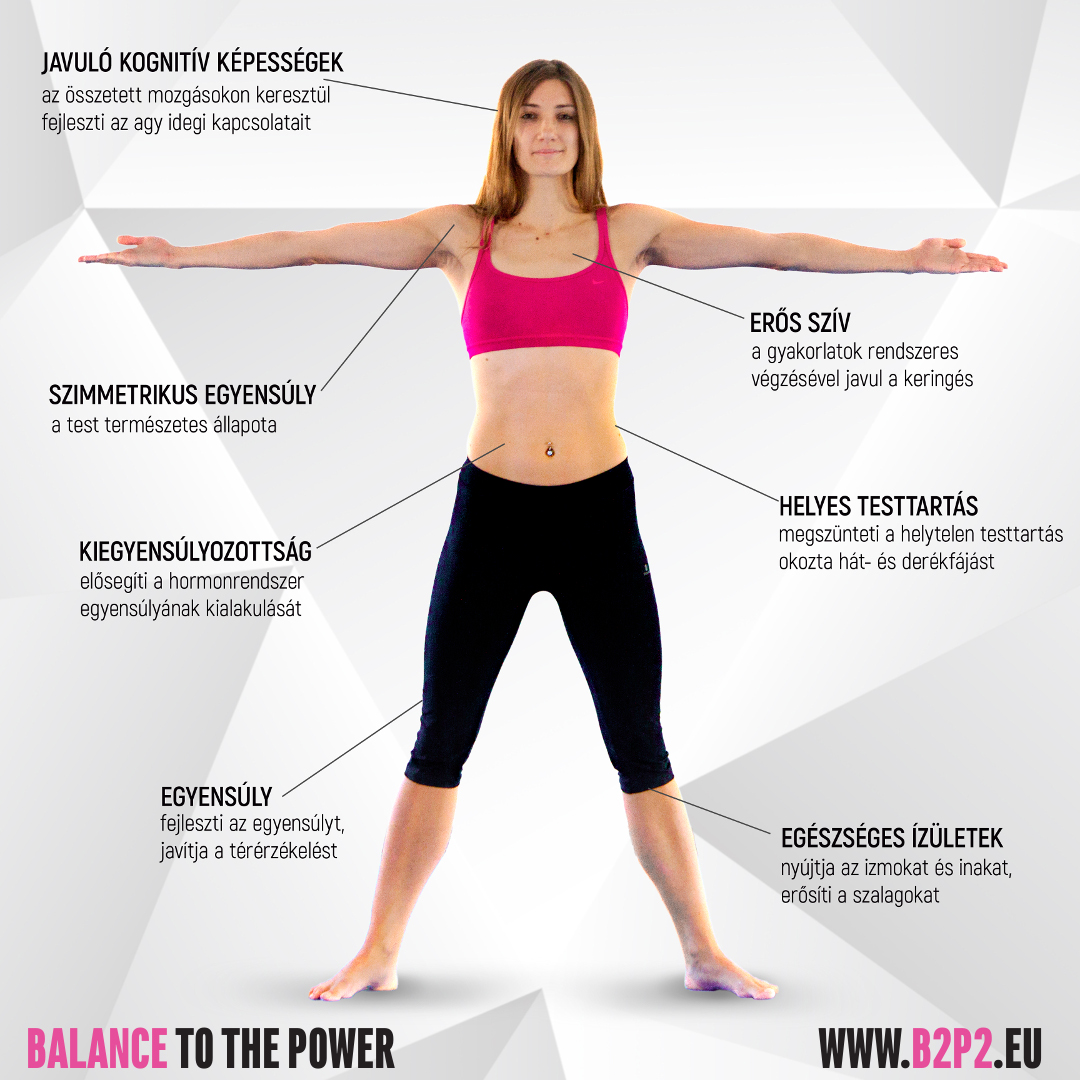 JAVULÓ KOGNITÍV KÉPESSÉGEK
az összetett mozgásokon keresztül
fejleszti az agy idegi kapcsolatait
ERŐS SZÍV
a gyakorlatok rendszeres
végzésével javul a keringés
SZIMMETRIKUS EGYENSÚLY
a test természetes állapota
HELYES TESTTARTÁS
megszünteti a helytelen testtartás
okozta hát- és derékfájást
KIEGYENSÚLYOZOTTSÁG
elősegíti a hormonrendszer
egyensúlyának kialakulását
EGYENSÚLY
fejleszti az egyensúlyt,
javítja a térérzékelést
EGÉSZSÉGES ÍZÜLETEK
nyújtja az izmokat és inakat,
erősíti a szalagokat
BALANCE TO THE POWER
WWW.B2P2.EU